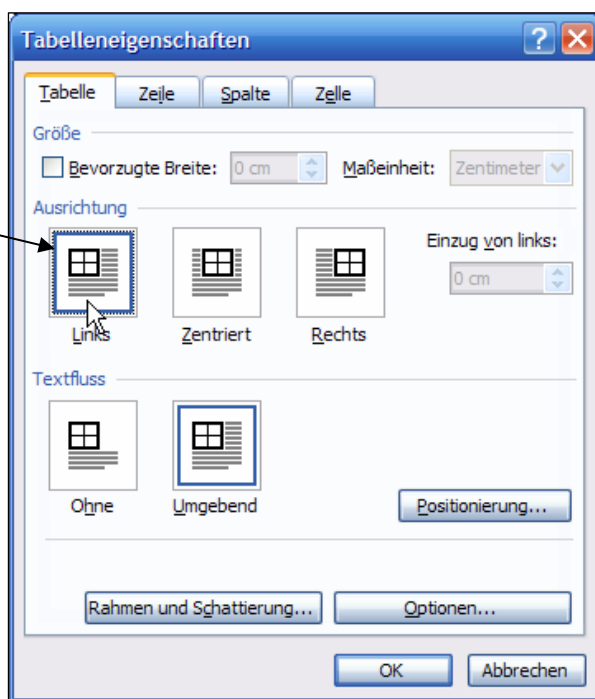 Tabelleneigenschaften
Tabelle Zeile Spalte Zelle
Größe
Bevorzugte Breite: 0 cm Maßeinheit: Zentimeter
Ausrichtung
Einzug von links:
0 cm
Links Zentriert Rechts
Textfluss
Ohne Umgebend
Positionierung...
Rahmen und Schattierung... Optionen...
OK Abbrechen